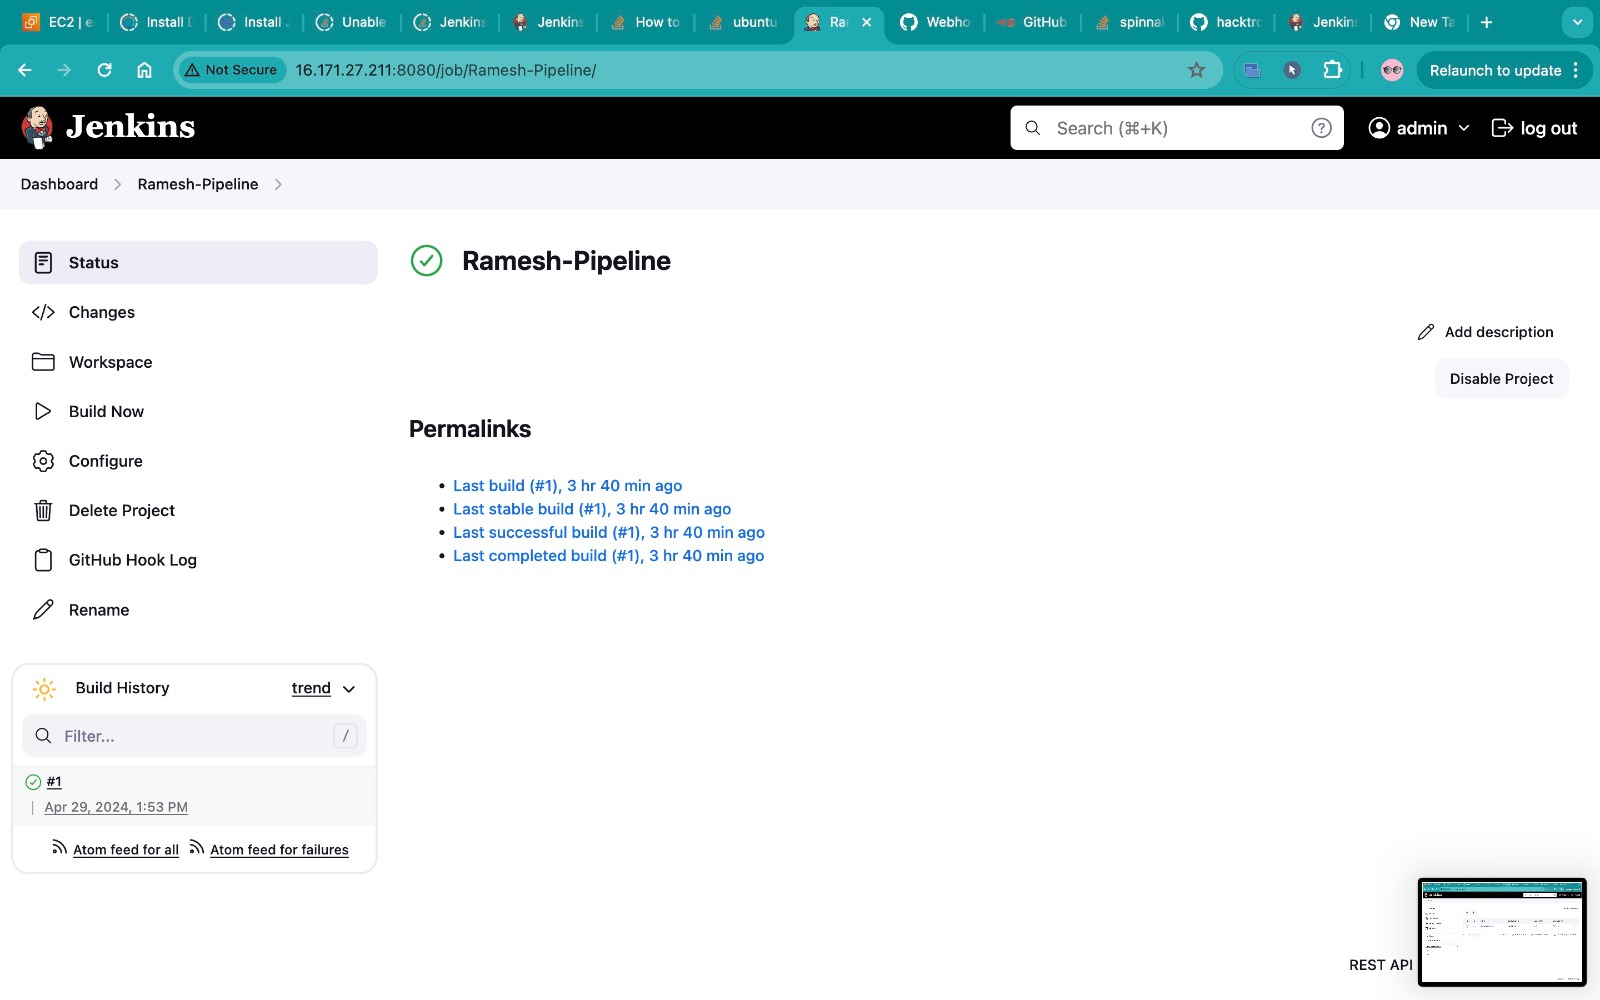 EC2 | e
Install D
Install J
Unable
Jenkins
Jenkins
How to
ubuntu
Ra
Webho
GitHub
spinnak
hacktro
Jenkins
New Ta
Not Secure
16.171.27.211:8080/job/Ramesh-Pipeline/
Relaunch to update
Jenkins
Search (⌘+K)
admin
log out
Dashboard
Ramesh-Pipeline
Status
Changes
Workspace
Build Now
Configure
Delete Project
GitHub Hook Log
Rename
Ramesh-Pipeline
Add description
Disable Project
Permalinks
Last build (#1), 3 hr 40 min ago
Last stable build (#1), 3 hr 40 min ago
Last successful build (#1), 3 hr 40 min ago
Last completed build (#1), 3 hr 40 min ago
Build History
trend
Filter...
/
#1
Apr 29, 2024, 1:53 PM
Atom feed for all
Atom feed for failures
REST API